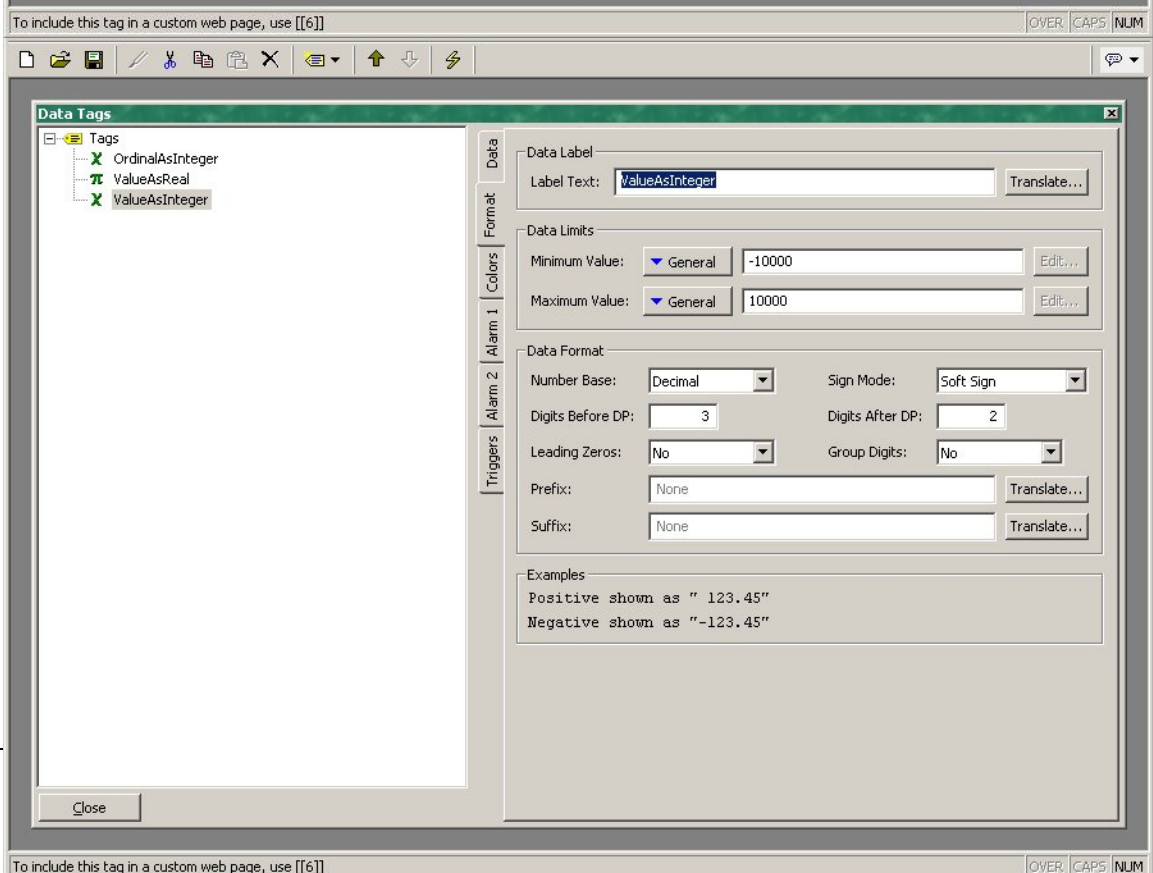 To include this tag in a custom web page, use [[6]] OVER CAPS NUM
Data Tags
Tags
OrdinalAsInteger
ValueAsReal
ValueAsInteger
Close
Data
Format
Colors
Alarm 1
Alarm 2
Triggers
Data Label
Label Text: ValueAsInteger Translate...
Data Limits
Minimum Value: General -10000 Edit...
Maximum Value: General 10000 Edit...
Data Format
Number Base: Decimal Sign Mode: Soft Sign
Digits Before DP: 3 Digits After DP: 2
Leading Zeros: No Group Digits: No
Prefix: None Translate...
Suffix: None Translate...
Examples
Positive shown as " 123.45"
Negative shown as "-123.45"
To include this tag in a custom web page, use [[6]] OVER CAPS NUM